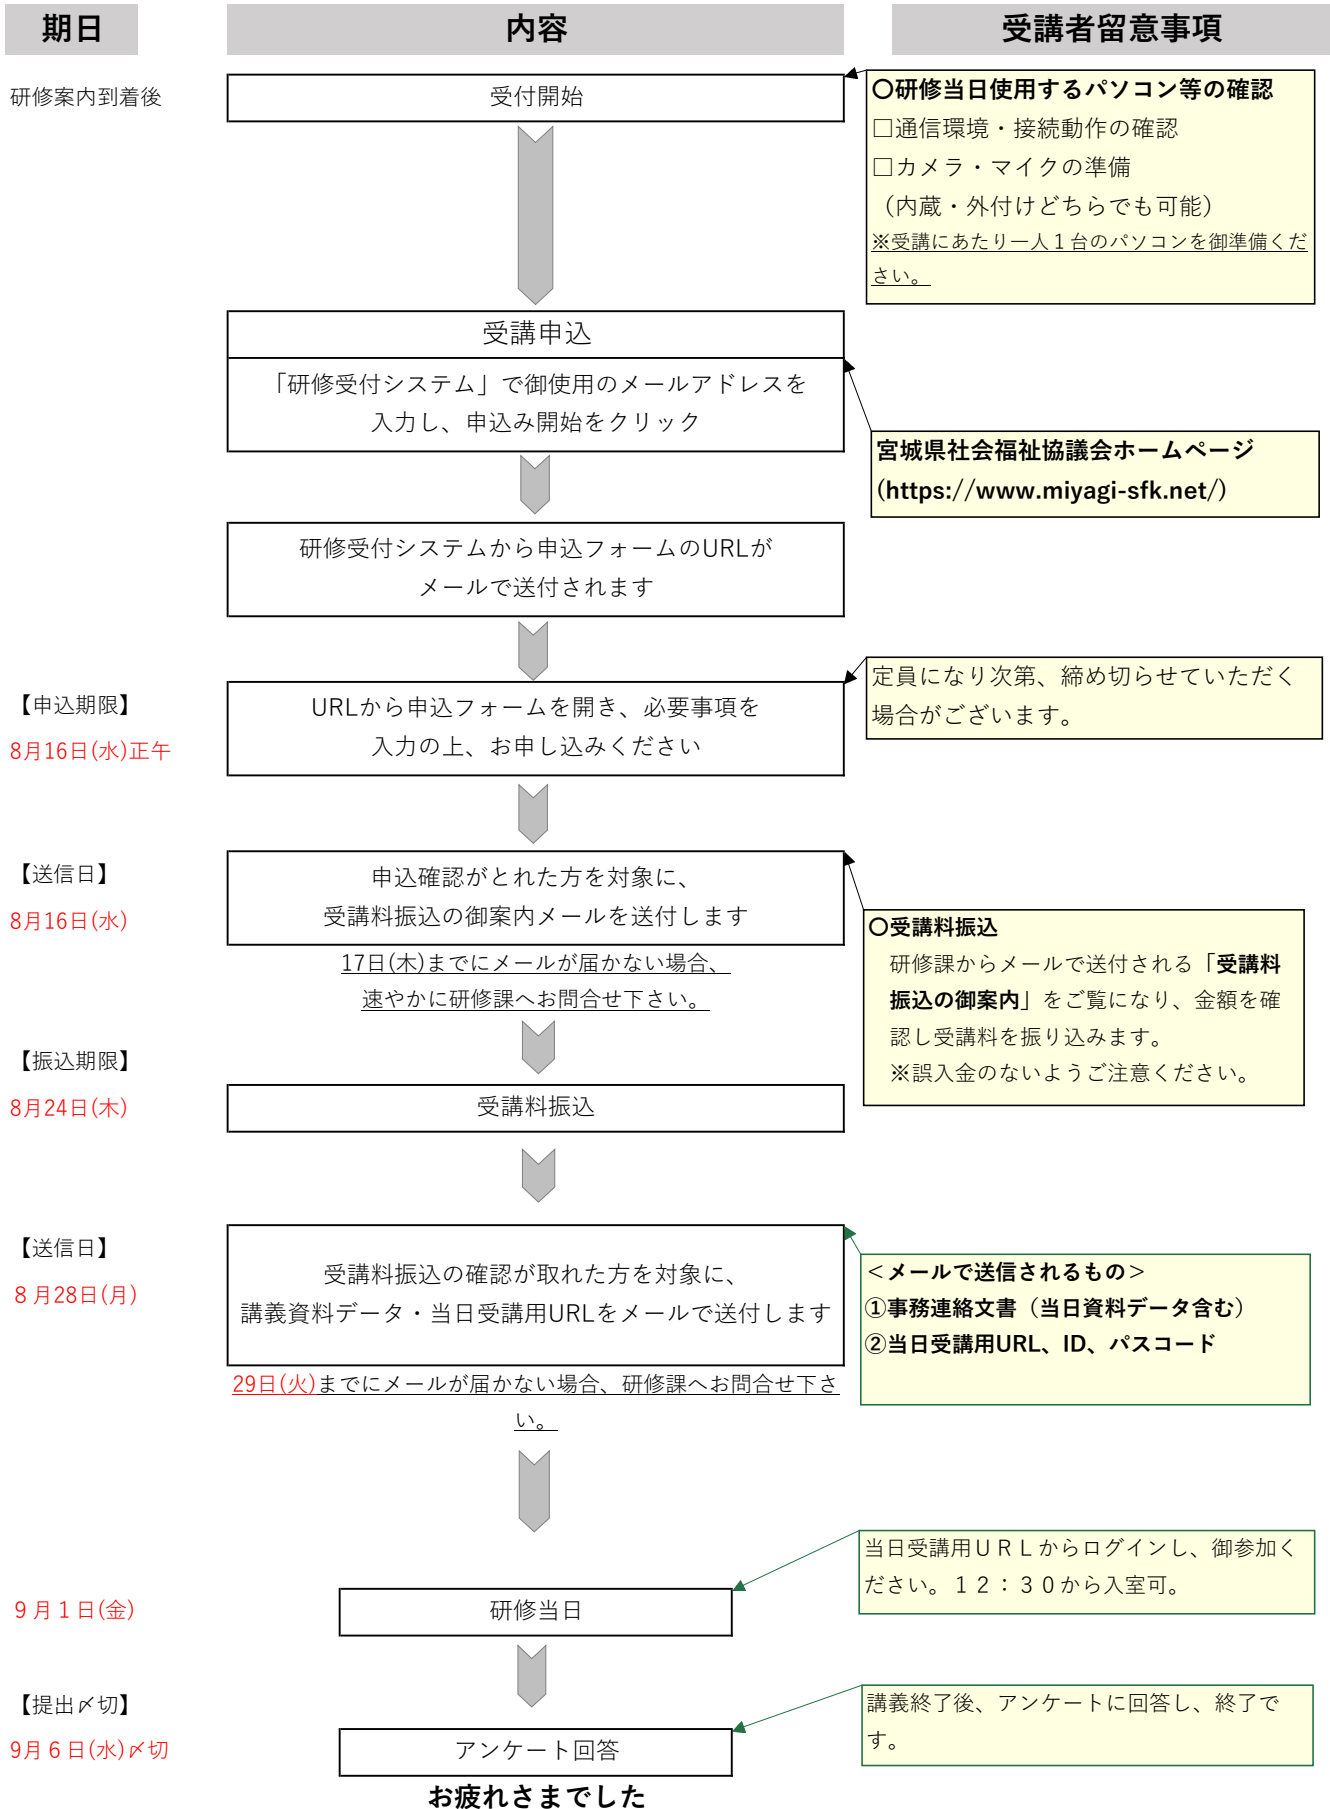 期日
内容
受講者留意事項
研修案内到着後
受付開始
〇研修当日使用するパソコン等の確認
□通信環境・接続動作の確認
□カメラ・マイクの準備
（内蔵・外付けどちらでも可能）
※受講にあたり一人１台のパソコンを御準備くだ
さい。
受講申込
「研修受付システム」で御使用のメールアドレスを
入力し、申込み開始をクリック
宮城県社会福祉協議会ホームページ
(https://www.miyagi-sfk.net/)
研修受付システムから申込フォームのURLが
メールで送付されます
【申込期限】
8月16日(水)正午
URLから申込フォームを開き、必要事項を
入力の上、お申し込みください
定員になり次第、締め切らせていただく
場合がございます。
【送信日】
8月16日(水)
申込確認がとれた方を対象に、
受講料振込の御案内メールを送付します
17日(木)までにメールが届かない場合、
速やかに研修課へお問合せ下さい。
〇受講料振込
研修課からメールで送付される「受講料
振込の御案内」をご覧になり、金額を確
認し受講料を振り込みます。
※誤入金のないようご注意ください。
【振込期限】
8月24日(木)
受講料振込
【送信日】
８月28日(月)
受講料振込の確認が取れた方を対象に、
講義資料データ・当日受講用URLをメールで送付します
29日(火)までにメールが届かない場合、研修課へお問合せ下さ
い。
＜メールで送信されるもの＞
①事務連絡文書（当日資料データ含む）
②当日受講用URL、ID、パスコード
９月１日(金)
研修当日
当日受講用ＵＲＬからログインし、御参加く
ださい。１２：３０から入室可。
【提出〆切】
9月６日(水)〆切
アンケート回答
講義終了後、アンケートに回答し、終了で
す。
お疲れさまでした